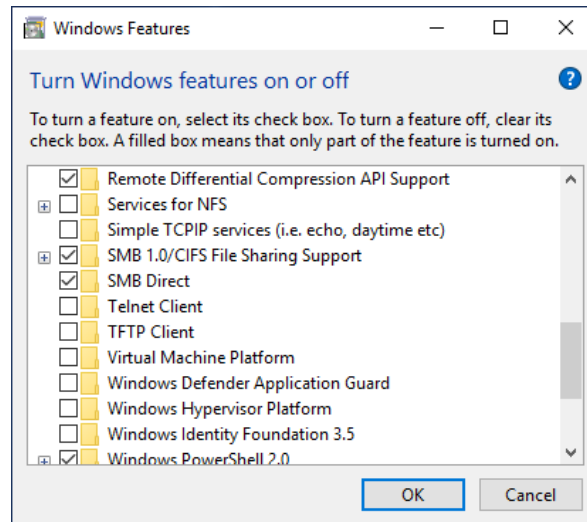 Windows Features
Turn Windows features on or off
?
To turn a feature on, select its check box. To turn a feature off, clear its
check box. A filled box means that only part of the feature is turned on.
Remote Differential Compression API Support
Services for NFS
Simple TCPIP services (i.e. echo, daytime etc)
SMB 1.0/CIFS File Sharing Support
SMB Direct
Telnet Client
TFTP Client
Virtual Machine Platform
Windows Defender Application Guard
Windows Hypervisor Platform
Windows Identity Foundation 3.5
Windows PowerShell 2.0
OK
Cancel